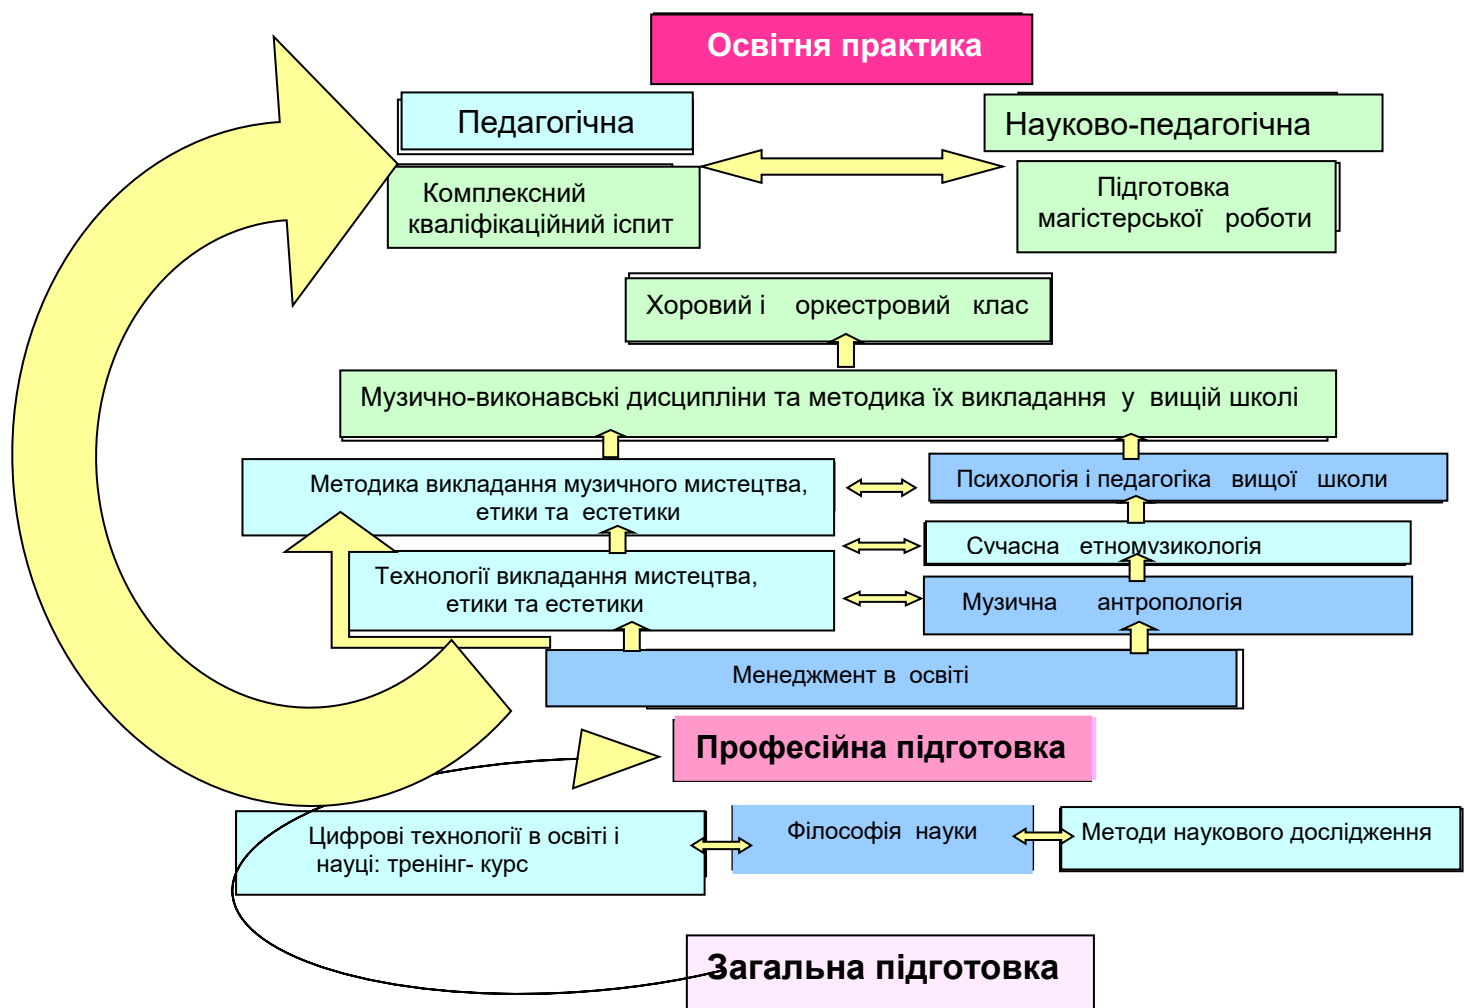 Освітня практика
Педагогічна
Науково-педагогічна
Комплексний
кваліфікаційний іспит
Підготовка
магістерської роботи
Хоровий і оркестровий клас
Музично-виконавські дисципліни та методика їх викладання у вищій школі
Методика викладання музичного мистецтва,
етики та естетики
Психологія і педагогіка вищої школи
Сучасна етномузикологія
Технології викладання мистецтва,
етики та естетики
Музична антропологія
Менеджмент в освіті
Професійна підготовка
Цифрові технології в освіті і
науці: тренінг- курс
Філософія науки
Методи наукового дослідження
Загальна підготовка